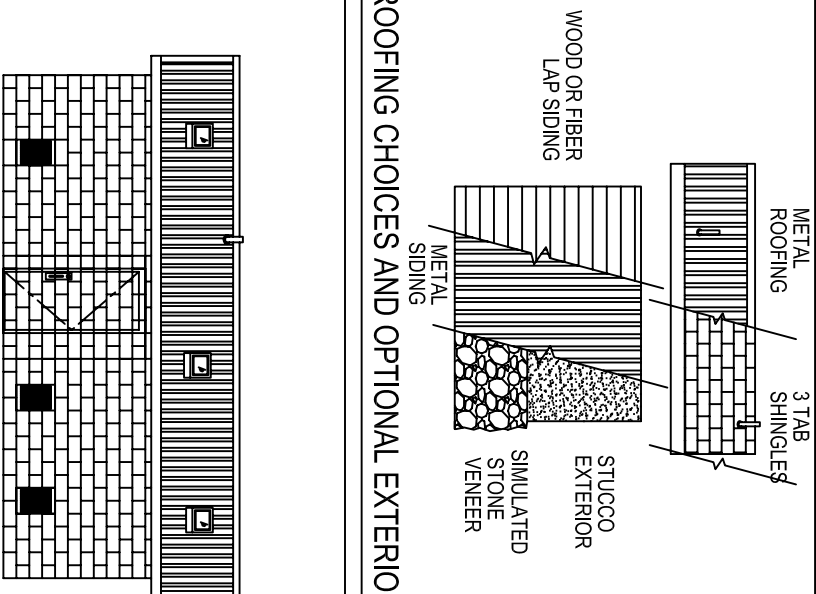 METAL
ROOFING
3 TAB
SHINGLES
WOOD OR FIBER
LAP SIDING
METAL
SIDING
STUCCO
EXTERIOR
SIMULATED
STONE
VENEER
ROOFING CHOICES AND OPTIONAL EXTERIO